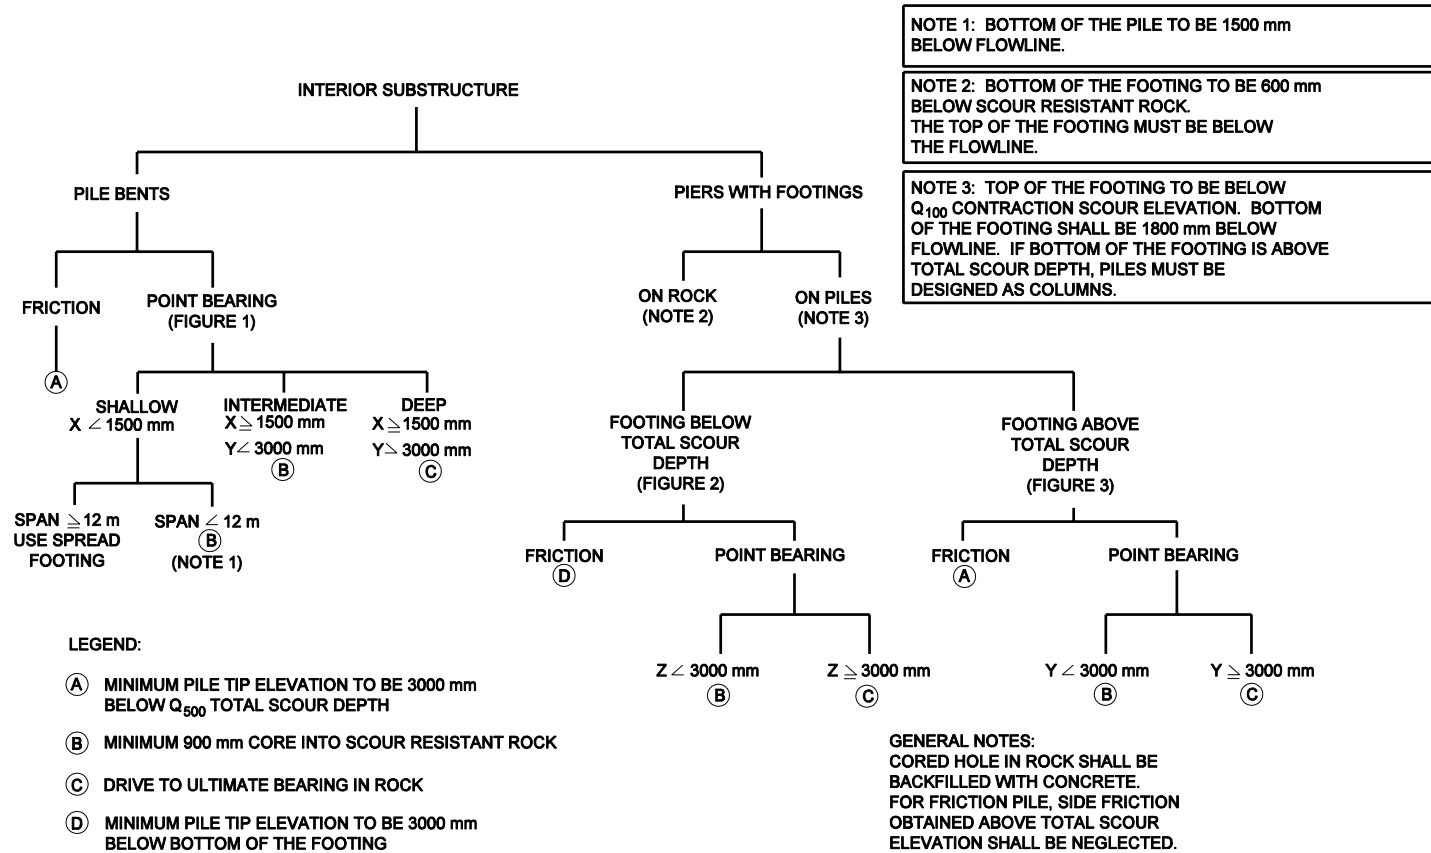 NOTE 1: BOTTOM OF THE PILE TO BE 1500 mm
BELOW FLOWLINE.
NOTE 2: BOTTOM OF THE FOOTING TO BE 600 mm
BELOW SCOUR RESISTANT ROCK.
THE TOP OF THE FOOTING MUST BE BELOW
THE FLOWLINE.
NOTE 3: TOP OF THE FOOTING TO BE BELOW
Q100 CONTRACTION SCOUR ELEVATION. BOTTOM
OF THE FOOTING SHALL BE 1800 mm BELOW
FLOWLINE. IF BOTTOM OF THE FOOTING IS ABOVE
TOTAL SCOUR DEPTH, PILES MUST BE
DESIGNED AS COLUMNS.
INTERIOR SUBSTRUCTURE
PILE BENTS
PIERS WITH FOOTINGS
FRICTION
A
POINT BEARING
(FIGURE 1)
ON ROCK
(NOTE 2)
ON PILES
(NOTE 3)
SHALLOW
X < 1500 mm
INTERMEDIATE
X ≥ 1500 mm
Y < 3000 mm
B
DEEP
X ≥ 1500 mm
Y > 3000 mm
C
SPAN ≥ 12 m
USE SPREAD
FOOTING
SPAN < 12 m
B
(NOTE 1)
FOOTING BELOW
TOTAL SCOUR
DEPTH
(FIGURE 2)
FOOTING ABOVE
TOTAL SCOUR
DEPTH
(FIGURE 3)
FRICTION
D
POINT BEARING
FRICTION
A
POINT BEARING
Z < 3000 mm
B
Z ≥ 3000 mm
C
Y < 3000 mm
B
Y ≥ 3000 mm
C
LEGEND:
A MINIMUM PILE TIP ELEVATION TO BE 3000 mm
BELOW Q500 TOTAL SCOUR DEPTH
B MINIMUM 900 mm CORE INTO SCOUR RESISTANT ROCK
C DRIVE TO ULTIMATE BEARING IN ROCK
D MINIMUM PILE TIP ELEVATION TO BE 3000 mm
BELOW BOTTOM OF THE FOOTING
GENERAL NOTES:
CORED HOLE IN ROCK SHALL BE
BACKFILLED WITH CONCRETE.
FOR FRICTION PILE, SIDE FRICTION
OBTAINED ABOVE TOTAL SCOUR
ELEVATION SHALL BE NEGLECTED.